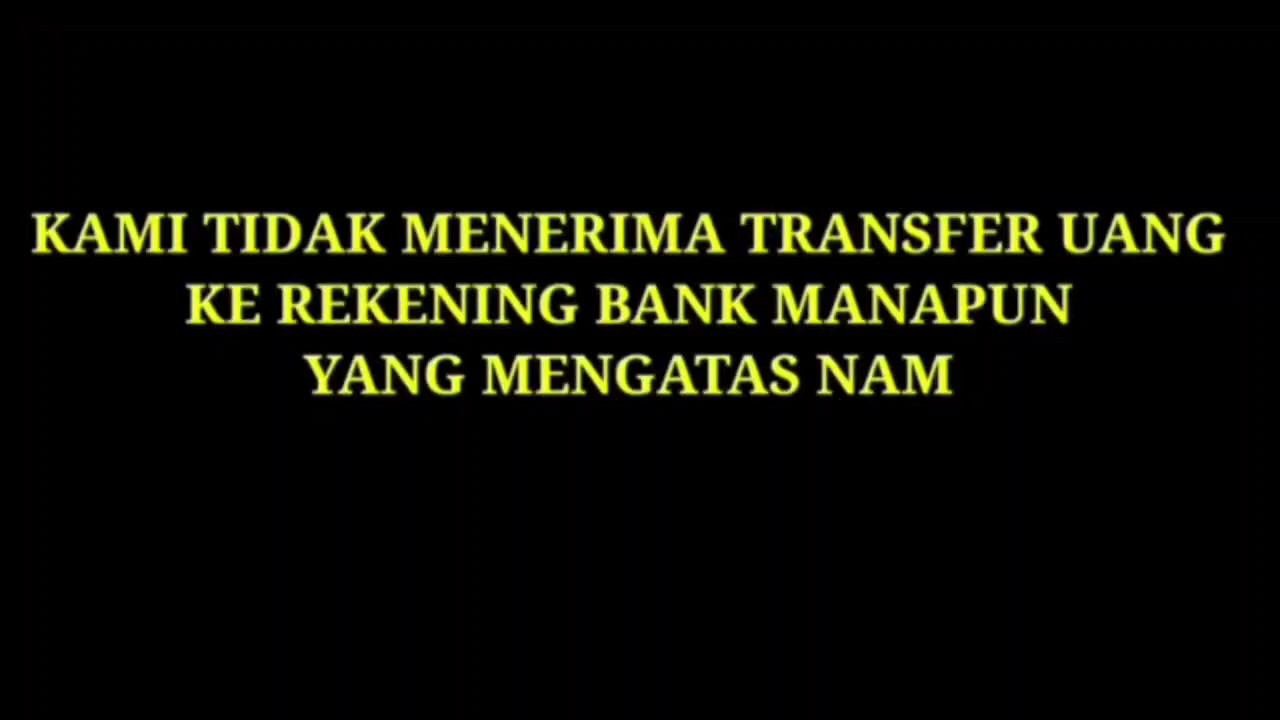 KAMI TIDAK MENERIMA TRANSFER UANG
KE REKENING BANK MANAPUN
YANG MENGATAS NAM